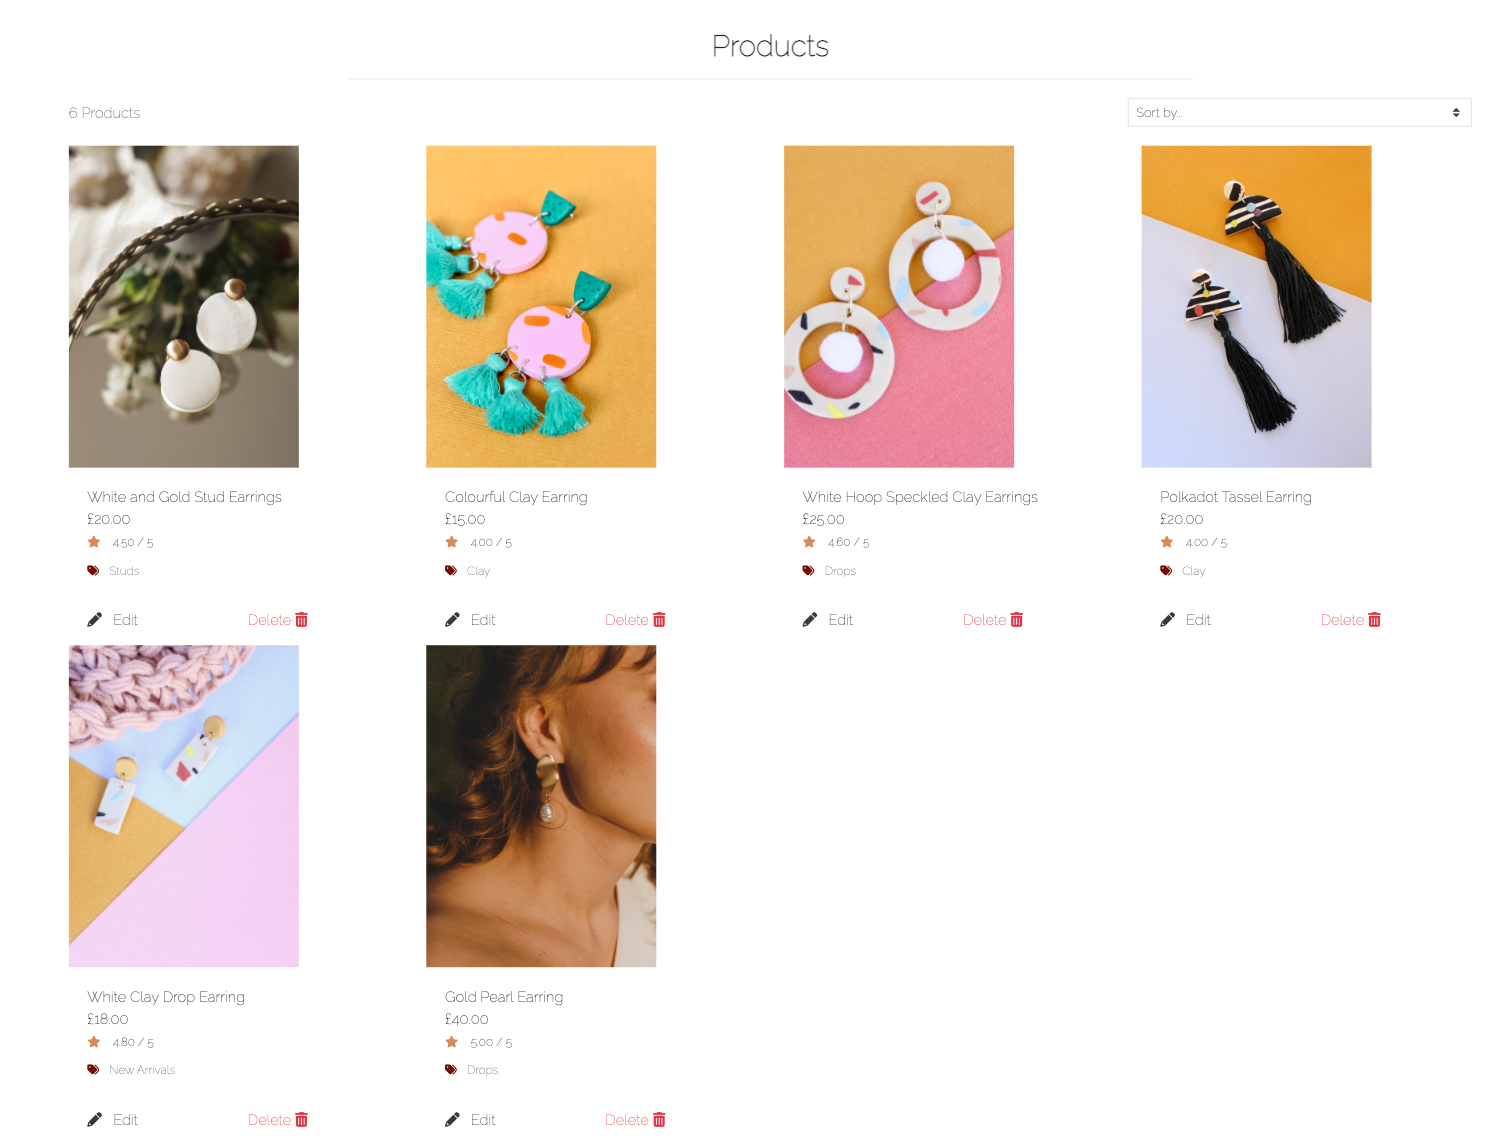 Products
6 Products
Sort by...
White and Gold Stud Earrings
£20.00
4.50 / 5
Studs
Edit
Delete
Colourful Clay Earring
£15.00
4.00 / 5
Clay
Edit
Delete
White Hoop Speckled Clay Earrings
£25.00
4.60 / 5
Drops
Edit
Delete
Polkadot Tassel Earring
£20.00
4.00 / 5
Clay
Edit
Delete
White Clay Drop Earring
£18.00
4.80 / 5
New Arrivals
Edit
Delete
Gold Pearl Earring
£40.00
5.00 / 5
Drops
Edit
Delete